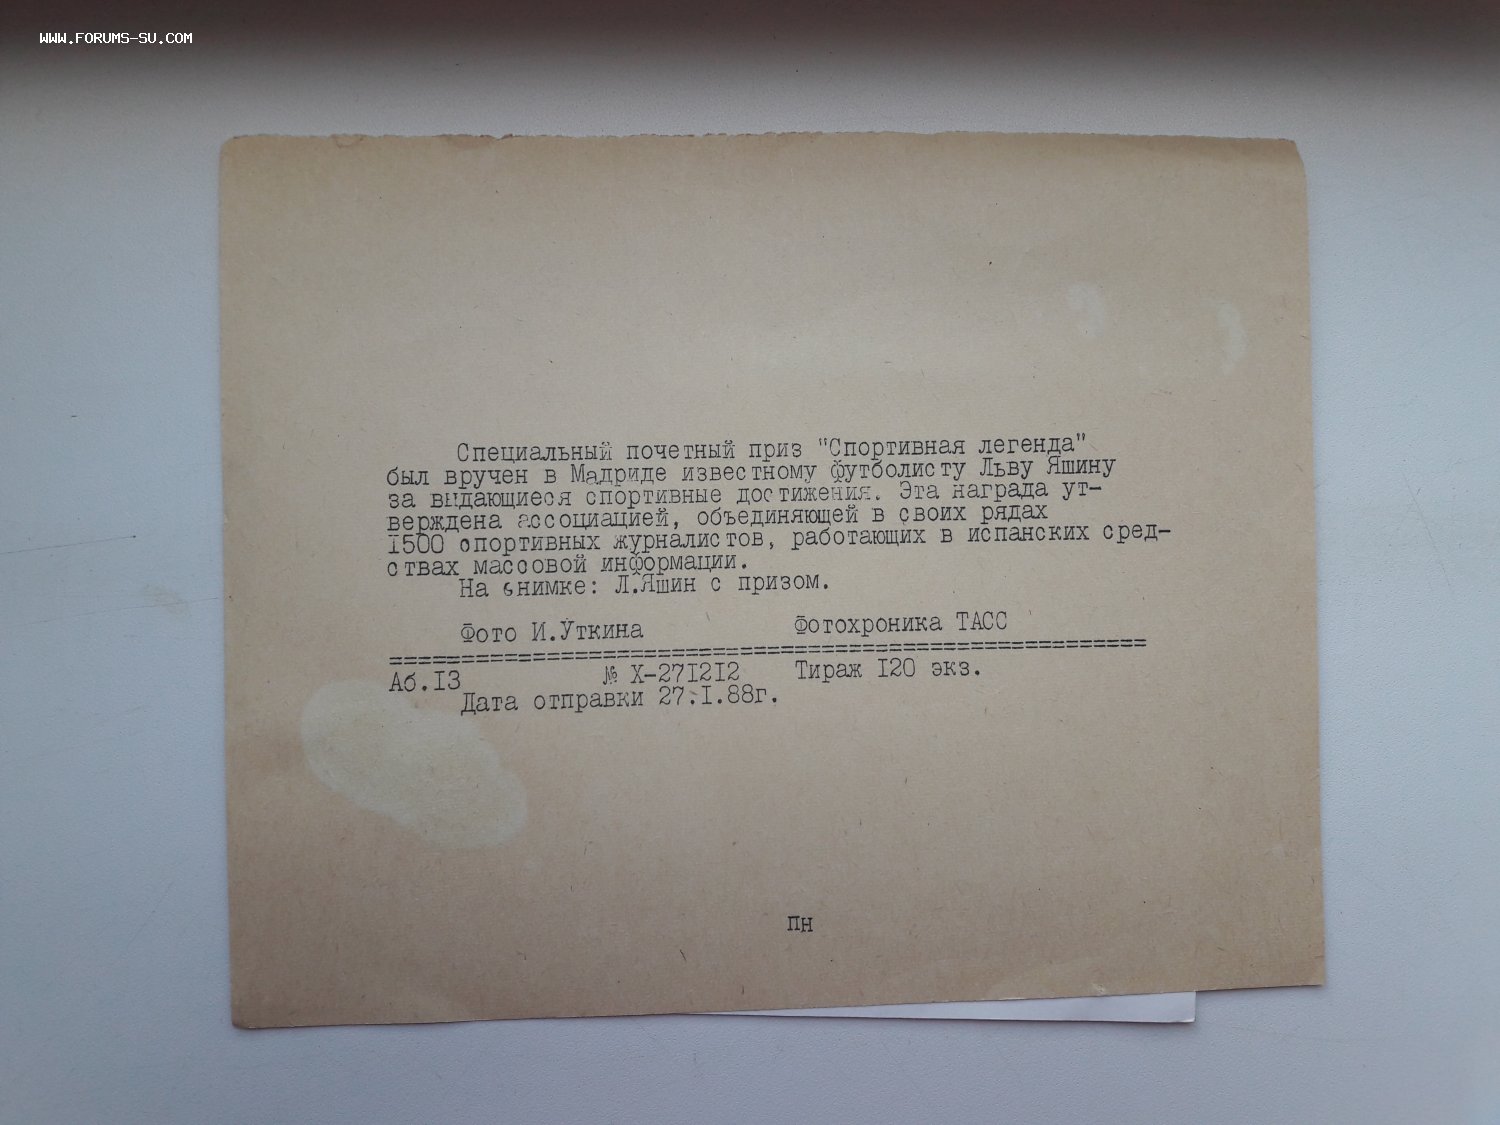 WWW.FORUMS-SU.COM
Специальный почетный приз "Спортивная легенда"
был вручен в Мадриде известному футболисту Льву Яшину
за выдающиеся спортивные достижения. Эта награда ут-
верждена ассоциацией, объединяющей в своих рядах
1500 спортивных журналистов, работающих в испанских сред-
ствах массовой информации.
На снимке: Л.Яшин с призом.
Фото И.Уткина Фотохроника ТАСС
Аб.13 № Х-271212 Тираж 120 экз.
Дата отправки 27.1.88г.
пн